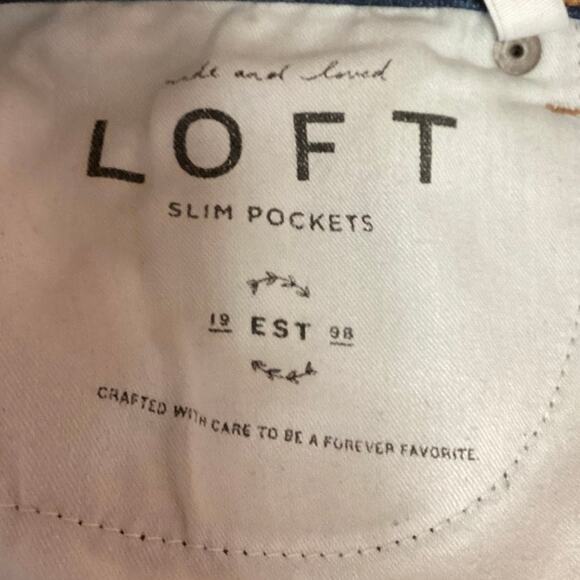 and loved
LOFT
SLIM POCKETS
19 EST 98
CRAFTED WITH CARE TO BE A FOREVER FAVORITE.